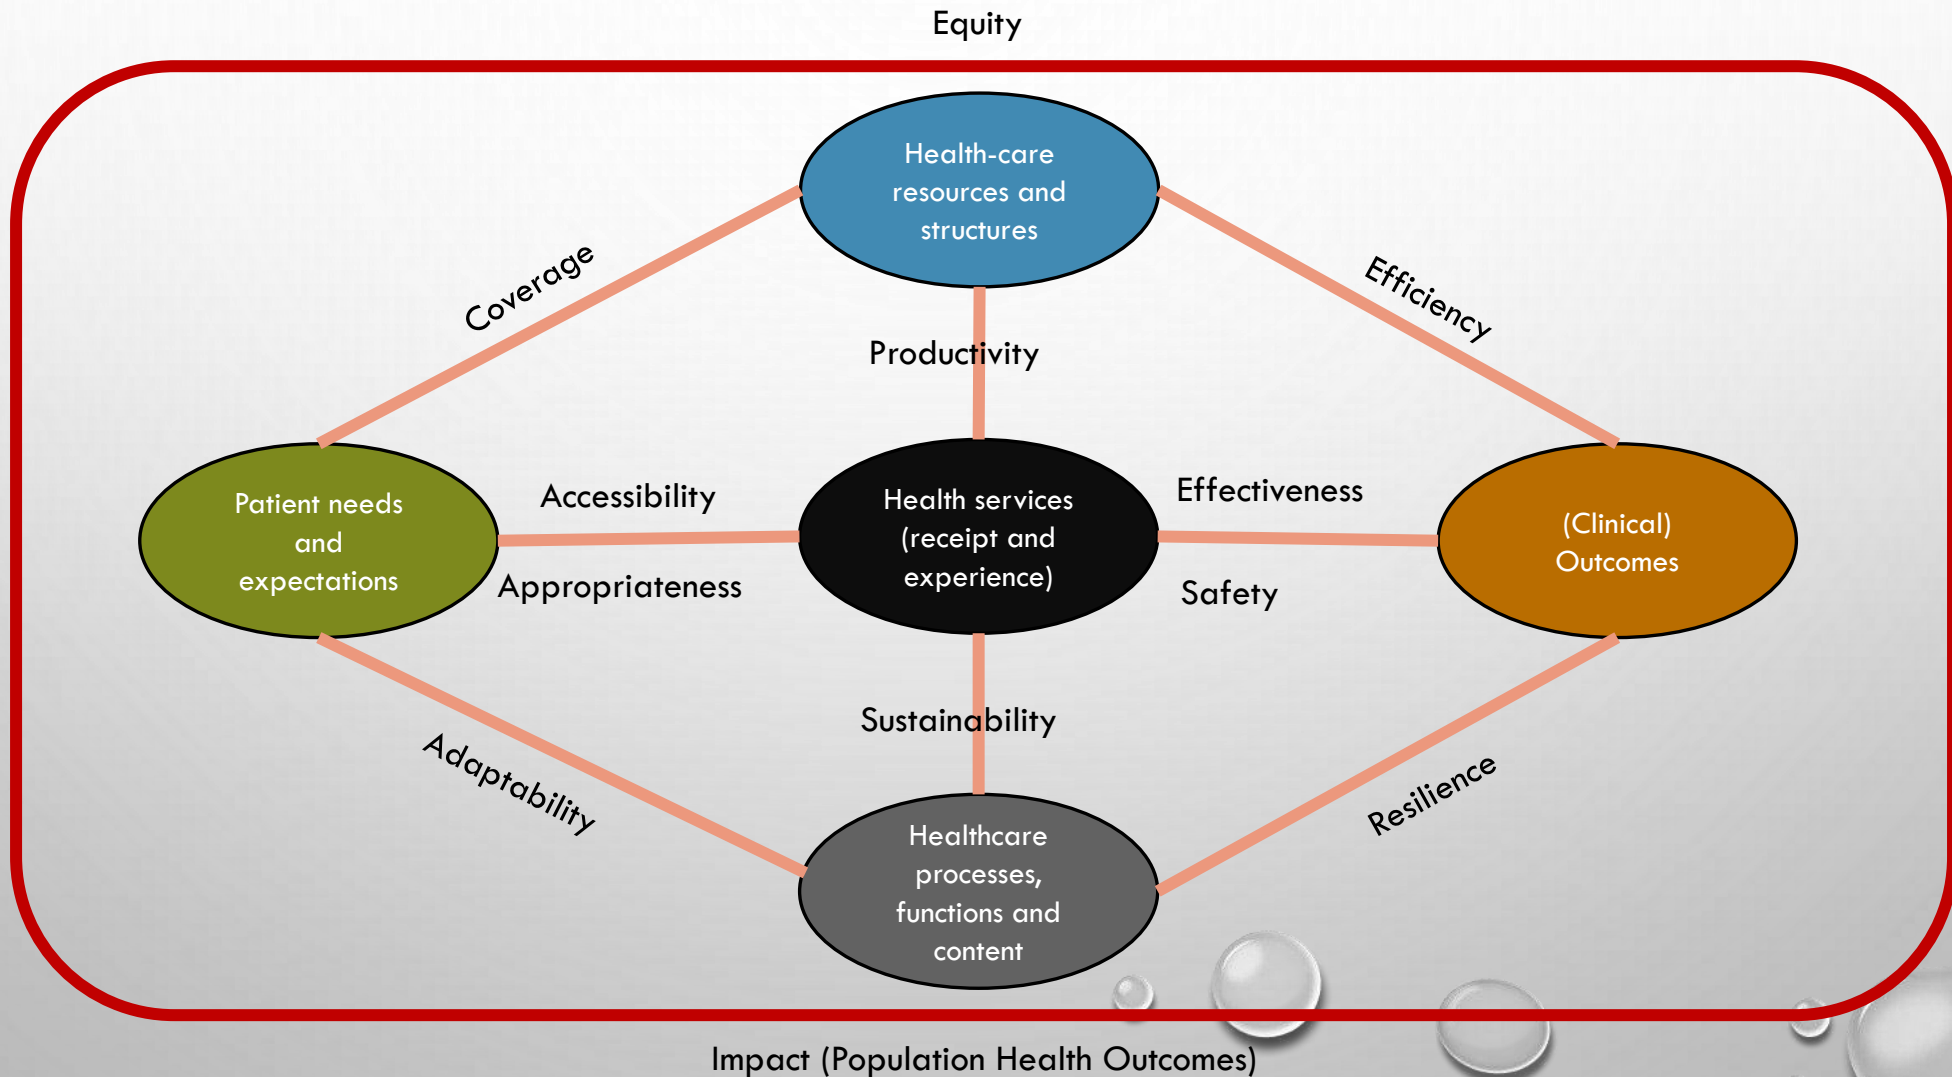 Equity
Health-care
resources and
structures
Coverage
Efficiency
Productivity
Patient needs
and
expectations
Accessibility
Appropriateness
Health services
(receipt and
experience)
Effectiveness
Safety
(Clinical)
Outcomes
Sustainability
Adaptability
Resilience
Healthcare
processes,
functions and
content
Impact (Population Health Outcomes)